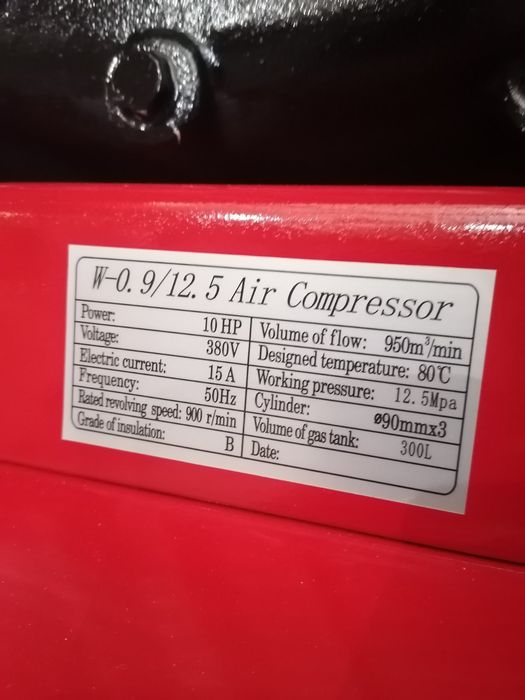 W-0.9/12.5 Air Compressor
Power: 10 HP
Voltage: 380V
Electric current: 15 A
Frequency: 50Hz
Rated revolving speed: 900 r/min
Grade of insulation: B
Volume of flow: 950m³/min
Designed temperature: 80℃
Working pressure: 12.5Mpa
Cylinder: ø90mmx3
Volume of gas tank: 300L
Date: